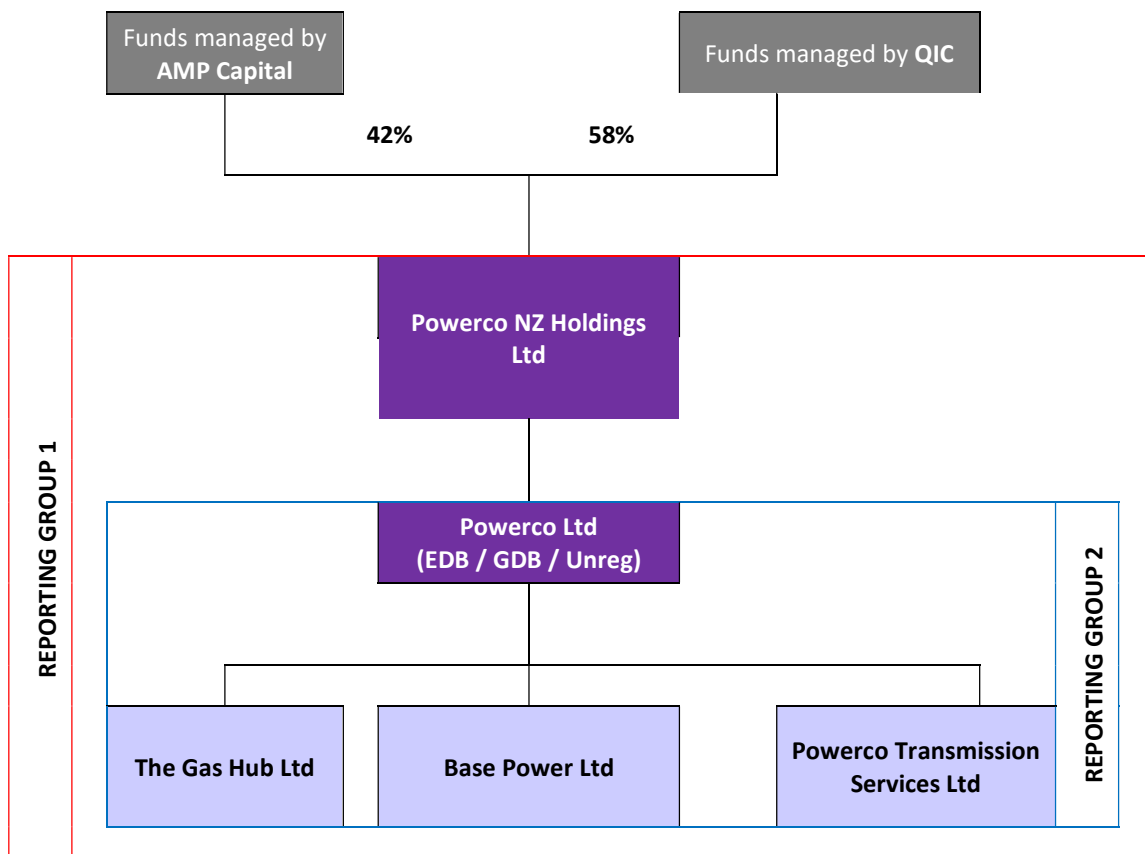 Funds managed by
AMP Capital
Funds managed by QIC
42%
58%
Powerco NZ Holdings
Ltd
REPORTING GROUP 1
Powerco Ltd
(EDB / GDB / Unreg)
REPORTING GROUP 2
The Gas Hub Ltd
Base Power Ltd
Powerco Transmission
Services Ltd